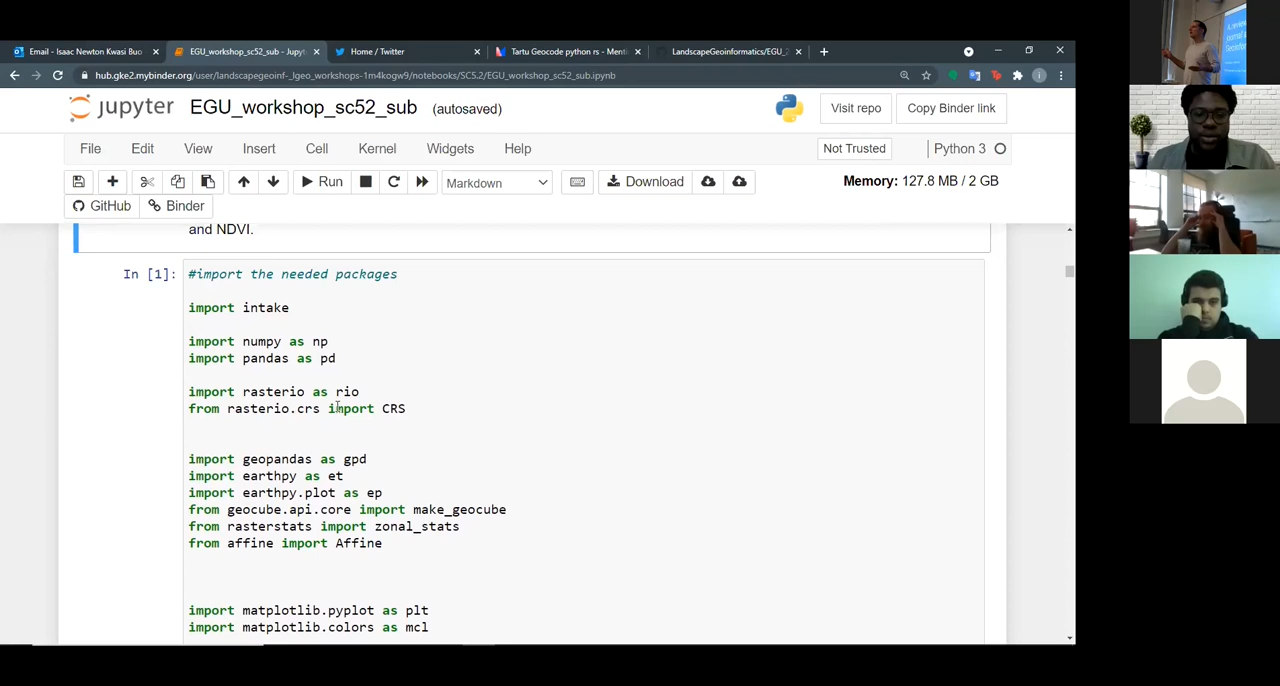 Email - Isaac Newton Kwasi Buo
EGU_workshop_sc52_sub - Jupyt
Home / Twitter
Tartu Geocode python rs - Menti
LandscapeGeoinformatics/EGU_2
hub.gke2.mybinder.org/user/landscapegeoinf-_lgeo_workshops-1m4kogw9/notebooks/SC5.2/EGU_workshop_sc52_sub.ipynb
jupyter EGU_workshop_sc52_sub (autosaved)
Visit repo Copy Binder link
File Edit View Insert Cell Kernel Widgets Help
Not Trusted Python 3
Run Markdown Download Memory: 127.8 MB / 2 GB
GitHub Binder
and NDVI.
In [1]: #import the needed packages
import intake
import numpy as np
import pandas as pd
import rasterio as rio
from rasterio.crs import CRS
import geopandas as gpd
import earthpy as et
import earthpy.plot as ep
from geocube.api.core import make_geocube
from rasterstats import zonal_stats
from affine import Affine
import matplotlib.pyplot as plt
import matplotlib.colors as mcl